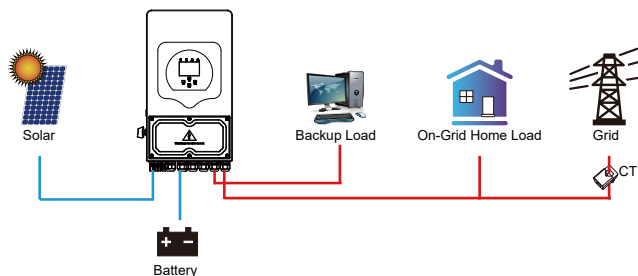 Solar
Backup Load
On-Grid Home Load
Grid
CT
Battery